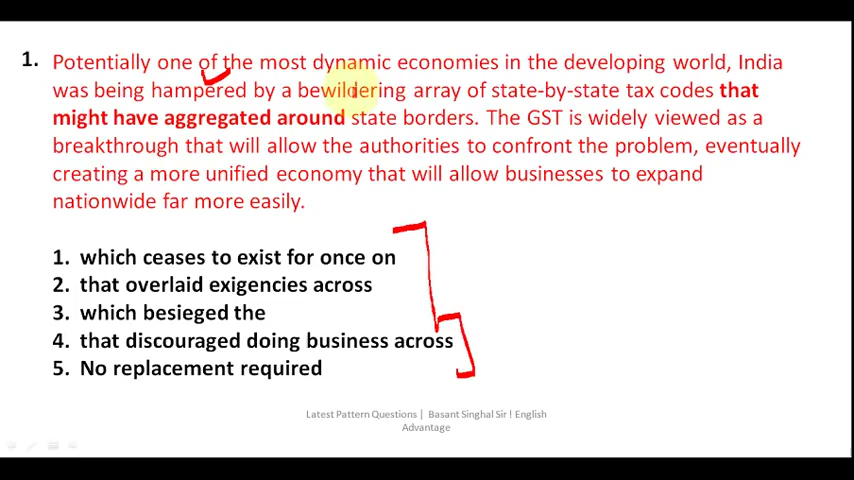 1. Potentially one of the most dynamic economies in the developing world, India
was being hampered by a bewildering array of state-by-state tax codes that
might have aggregated around state borders. The GST is widely viewed as a
breakthrough that will allow the authorities to confront the problem, eventually
creating a more unified economy that will allow businesses to expand
nationwide far more easily.
1. which ceases to exist for once on
2. that overlaid exigencies across
3. which besieged the
4. that discouraged doing business across
5. No replacement required
Latest Pattern Questions | Basant Singhal Sir ! English
Advantage